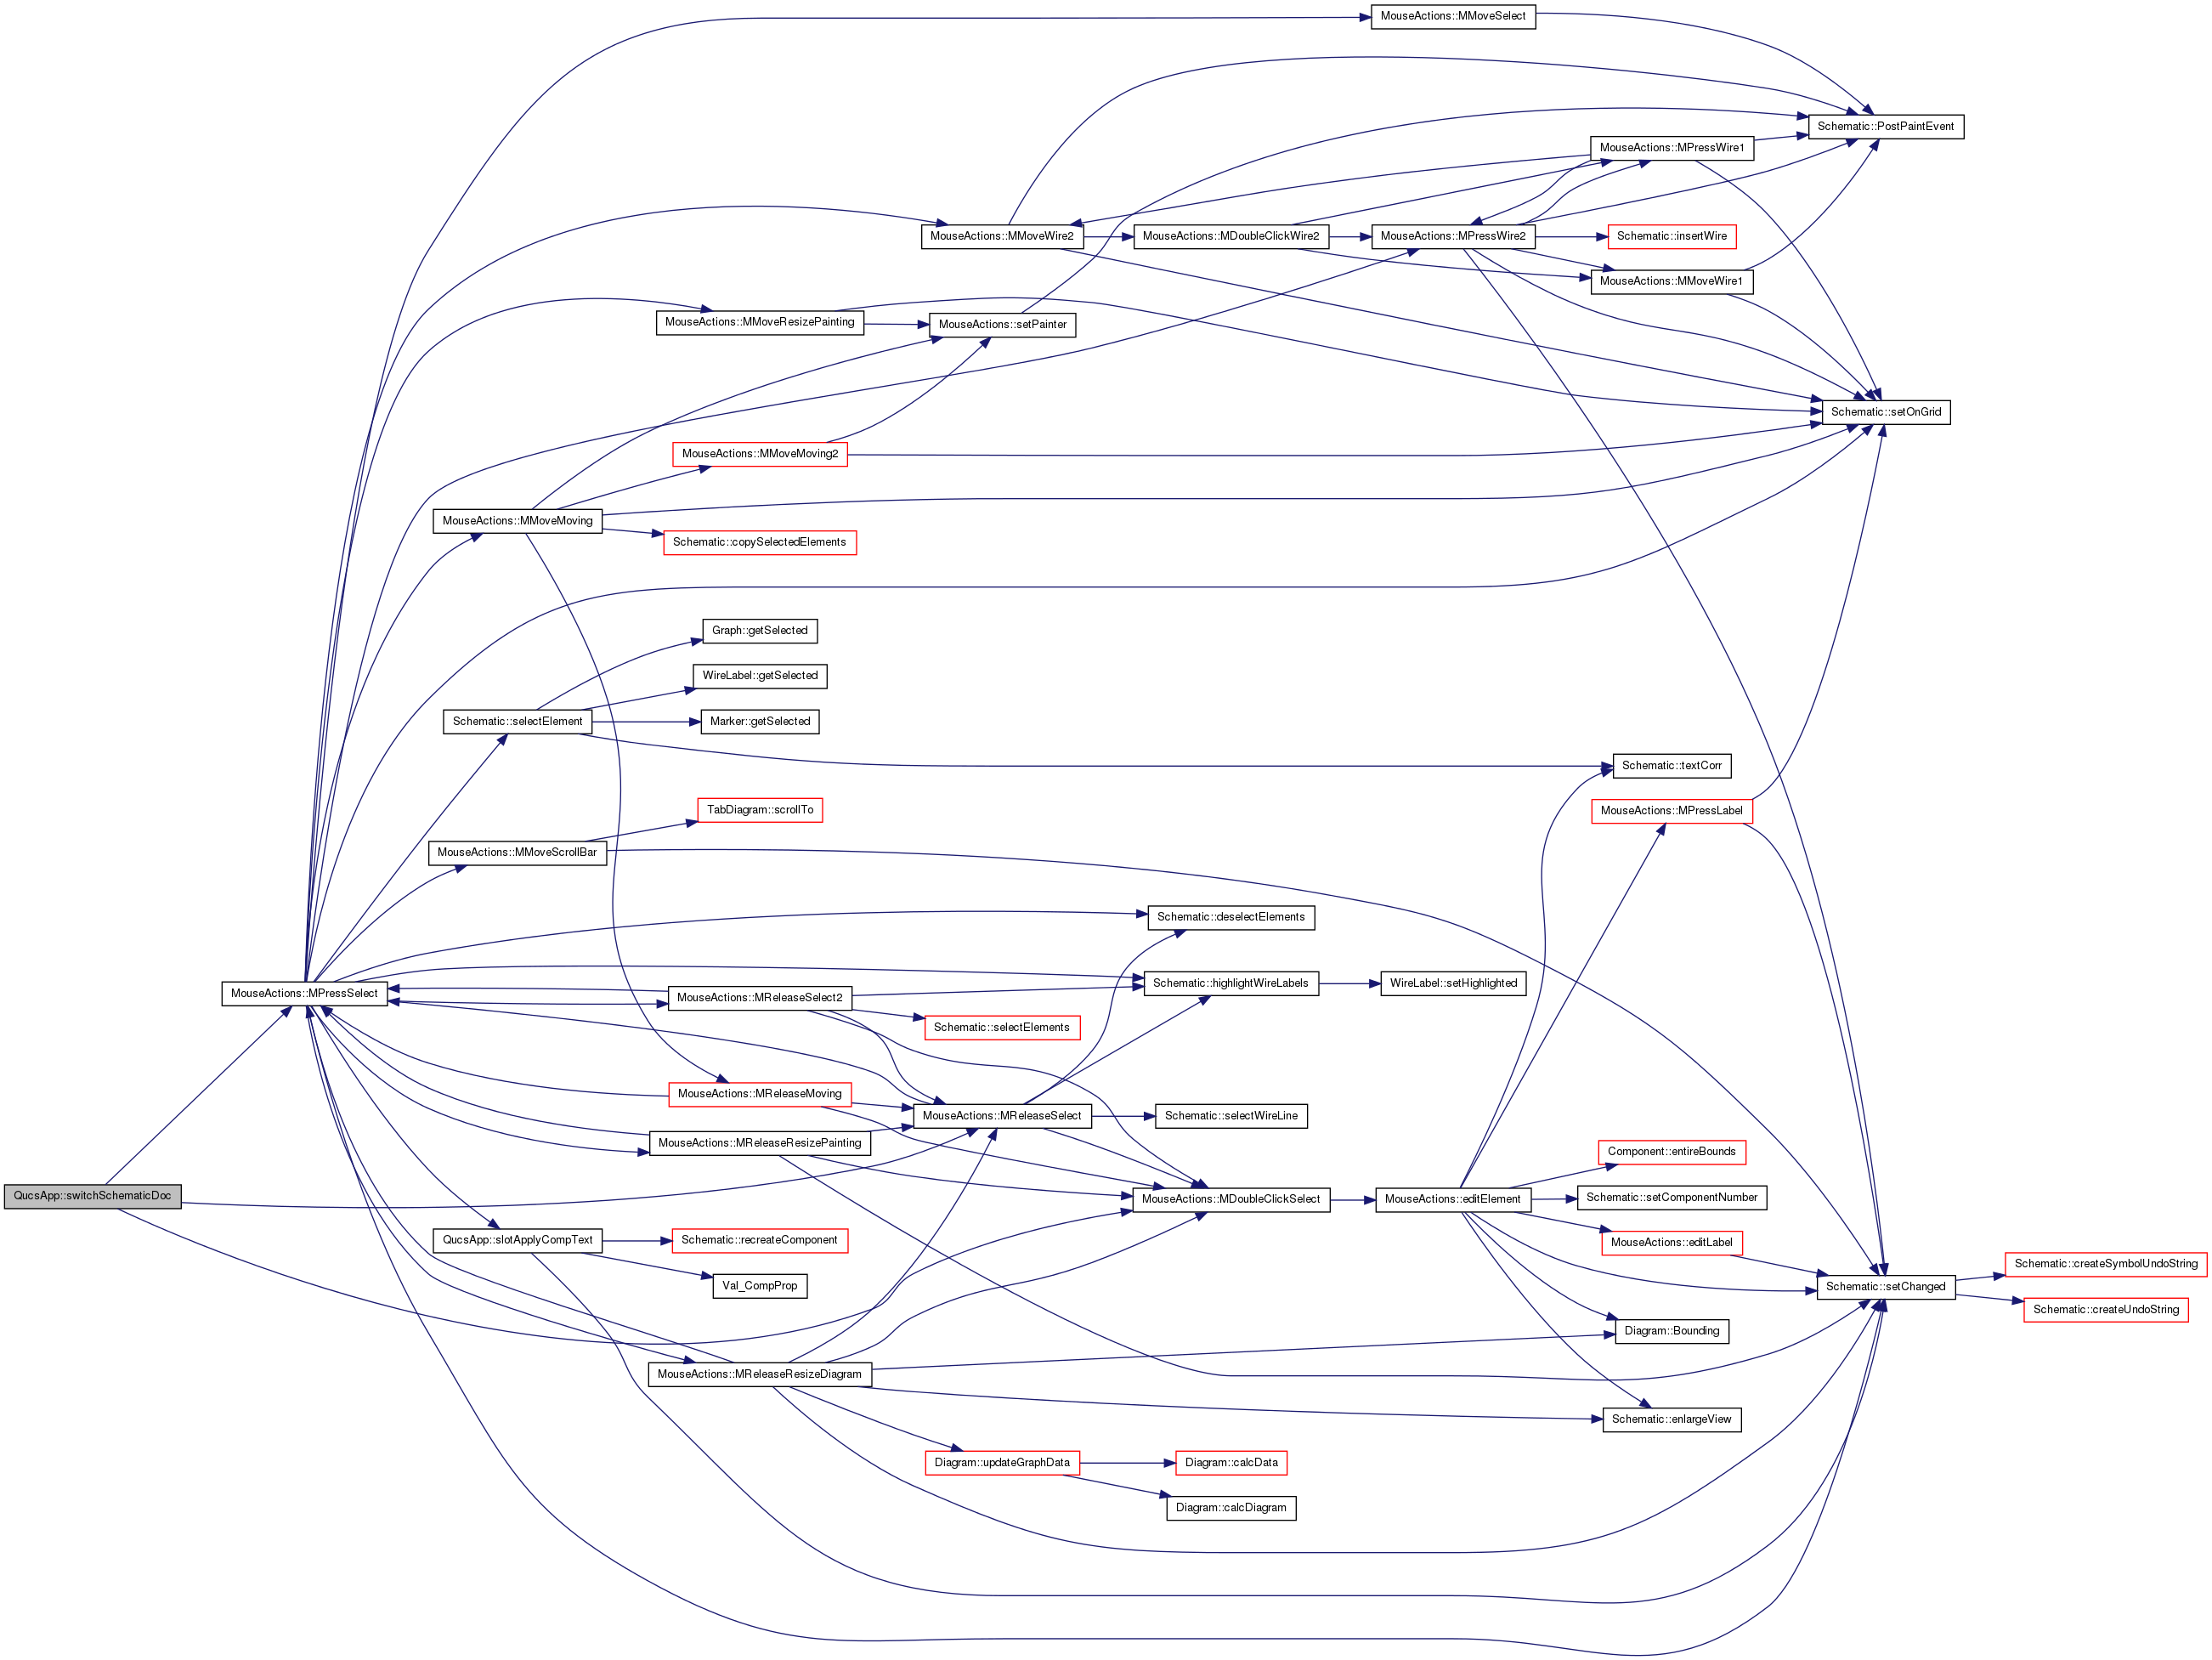 MouseActions::MMoveSelect
Schematic::PostPaintEvent
MouseActions::MPressWire1
MouseActions::MMoveWire2
MouseActions::MDoubleClickWire2
MouseActions::MPressWire2
Schematic::insertWire
MouseActions::MMoveWire1
MouseActions::MMoveResizePainting
MouseActions::setPainter
Schematic::setOnGrid
MouseActions::MMoveMoving2
MouseActions::MMoveMoving
Schematic::copySelectedElements
Graph::getSelected
WireLabel::getSelected
Schematic::selectElement
Marker::getSelected
Schematic::textCorr
TabDiagram::scrollTo
MouseActions::MPressLabel
MouseActions::MMoveScrollBar
Schematic::deselectElements
Schematic::highlightWireLabels
WireLabel::setHighlighted
MouseActions::MPressSelect
MouseActions::MReleaseSelect2
Schematic::selectElements
MouseActions::MReleaseMoving
MouseActions::MReleaseSelect
Schematic::selectWireLine
MouseActions::MReleaseResizePainting
Component::entireBounds
QucsApp::switchSchematicDoc
MouseActions::MDoubleClickSelect
MouseActions::editElement
Schematic::setComponentNumber
QucsApp::slotApplyCompText
Schematic::recreateComponent
MouseActions::editLabel
Schematic::createSymbolUndoString
Val_CompProp
Schematic::setChanged
Schematic::createUndoString
Diagram::Bounding
MouseActions::MReleaseResizeDiagram
Schematic::enlargeView
Diagram::updateGraphData
Diagram::calcData
Diagram::calcDiagram